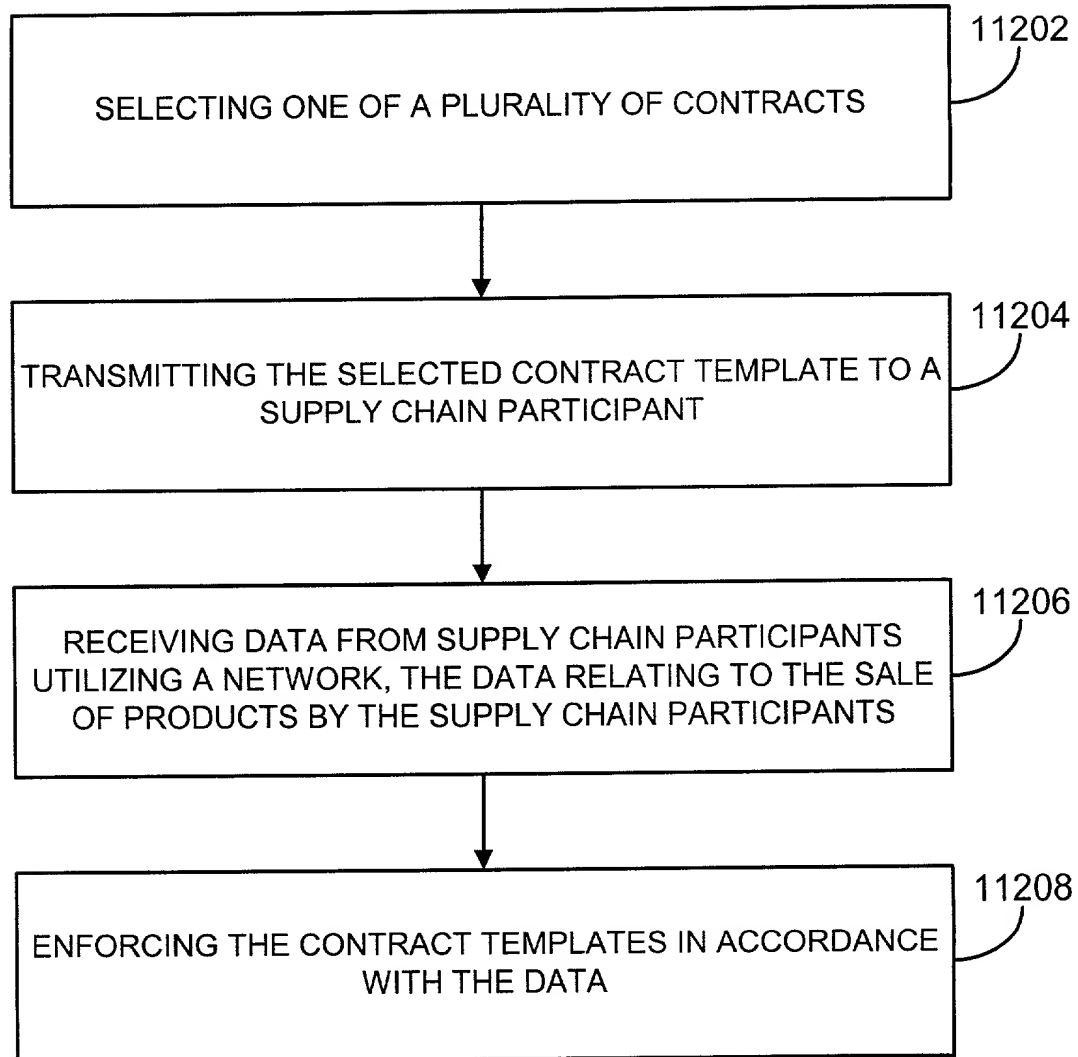 11202
SELECTING ONE OF A PLURALITY OF CONTRACTS
11204
TRANSMITTING THE SELECTED CONTRACT TEMPLATE TO A
SUPPLY CHAIN PARTICIPANT
11206
RECEIVING DATA FROM SUPPLY CHAIN PARTICIPANTS
UTILIZING A NETWORK, THE DATA RELATING TO THE SALE
OF PRODUCTS BY THE SUPPLY CHAIN PARTICIPANTS
11208
ENFORCING THE CONTRACT TEMPLATES IN ACCORDANCE
WITH THE DATA